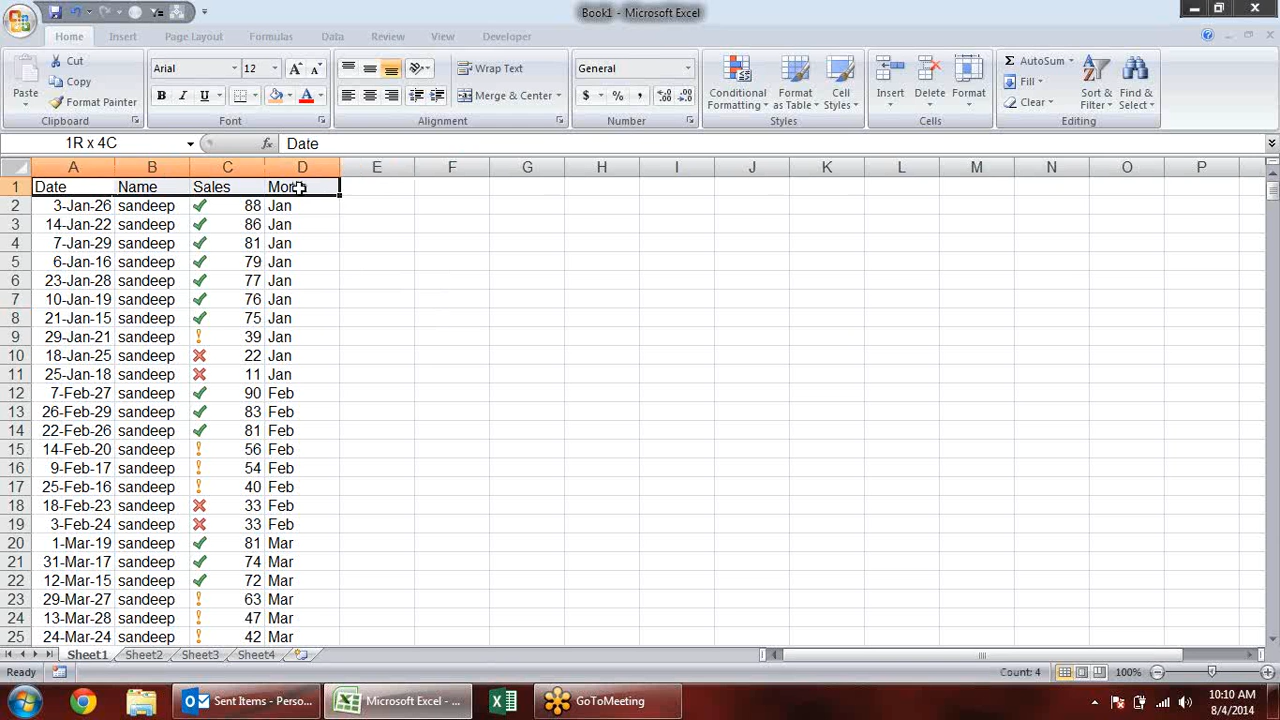 Book1 - Microsoft Excel
Home Insert Page Layout Formulas Data Review View Developer
Paste
Cut
Copy
Format Painter
Clipboard
Arial 12
B I U
Font
Wrap Text
Merge & Center
Alignment
General
$ % ,
Number
Conditional Formatting
Format as Table
Cell Styles
Styles
Insert Delete Format
Cells
AutoSum
Fill
Clear
Sort & Filter
Find & Select
Editing
1R x 4C fx Date
A B C D E F G H I J K L M N O P
1 Date Name Sales
2 3-Jan-26 sandeep 88 Jan
3 14-Jan-22 sandeep 86 Jan
4 7-Jan-29 sandeep 81 Jan
5 6-Jan-16 sandeep 79 Jan
6 23-Jan-28 sandeep 77 Jan
7 10-Jan-19 sandeep 76 Jan
8 21-Jan-15 sandeep 75 Jan
9 29-Jan-21 sandeep 39 Jan
10 18-Jan-25 sandeep 22 Jan
11 25-Jan-18 sandeep 11 Jan
12 7-Feb-27 sandeep 90 Feb
13 26-Feb-29 sandeep 83 Feb
14 22-Feb-26 sandeep 81 Feb
15 14-Feb-20 sandeep 56 Feb
16 9-Feb-17 sandeep 54 Feb
17 25-Feb-16 sandeep 40 Feb
18 18-Feb-23 sandeep 33 Feb
19 3-Feb-24 sandeep 33 Feb
20 1-Mar-19 sandeep 81 Mar
21 31-Mar-17 sandeep 74 Mar
22 12-Mar-15 sandeep 72 Mar
23 29-Mar-27 sandeep 63 Mar
24 13-Mar-28 sandeep 47 Mar
25 24-Mar-24 sandeep 42 Mar
Sheet1 Sheet2 Sheet3 Sheet4
Ready Count: 4 100%
Sent Items - Perso... Microsoft Excel - ... GoToMeeting
10:10 AM
8/4/2014